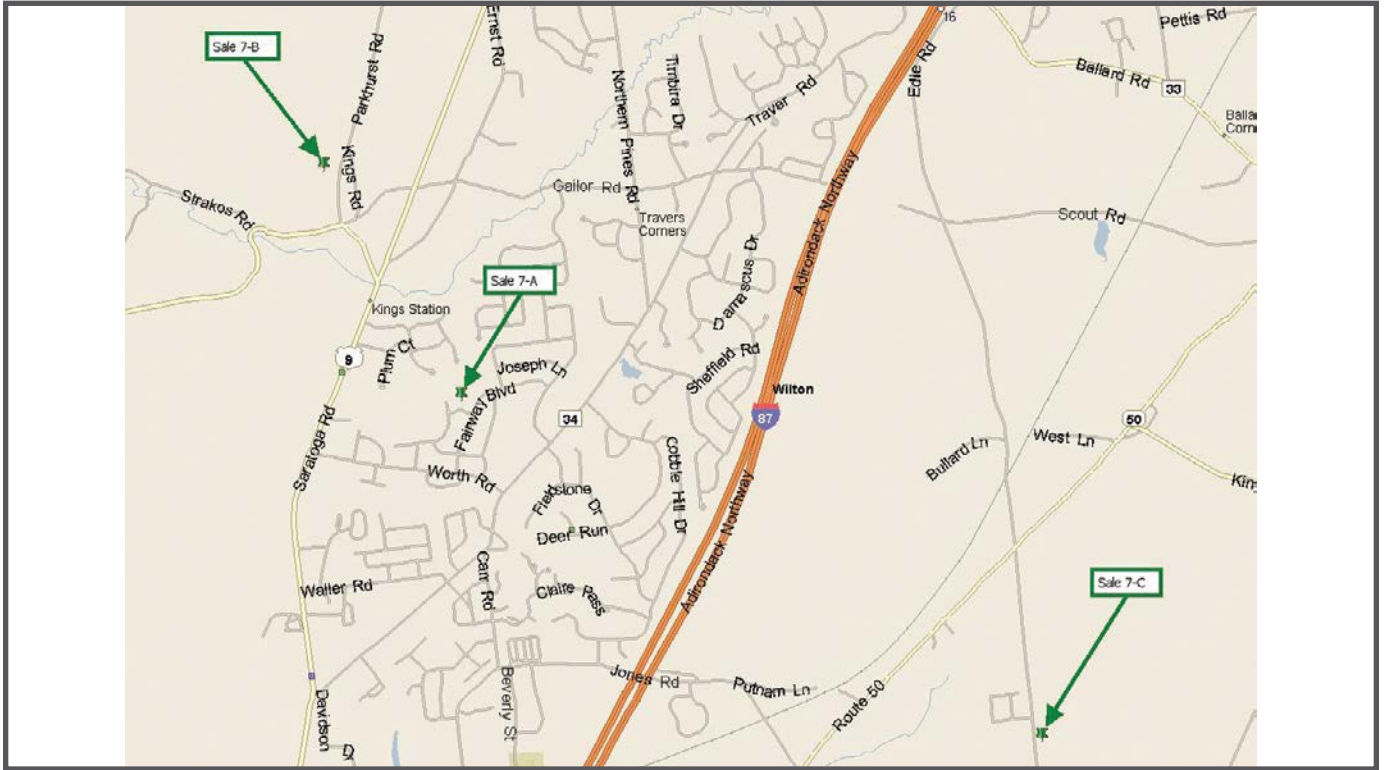 16
Pettis Rd
Ernst Rd
Sale 7-B
Parkhurst Rd
Edie Rd
Ballard Rd
33
Timbira Dr
Northern Pines Rd
Traver Rd
Kings Rd
Gailor Rd
Strakos Rd
Travers
Corners
Scout Rd
Adirondack Northway
Damascus Dr
Sale 7-A
Kings Station
9
Plum Ct
Joseph Ln
Sheffield Rd
Fairway Blvd
Wilton
87
34
50
Saratoga Rd
West Ln
Bullard Ln
Worth Rd
Cobble Hill Dr
Fieldstone Dr
Deer Run
Adirondack Northway
Carr Rd
Waller Rd
Claire Pass
Sale 7-C
Jones Rd
Putnam Ln
Beverly St
Route 50
Davidson Dr